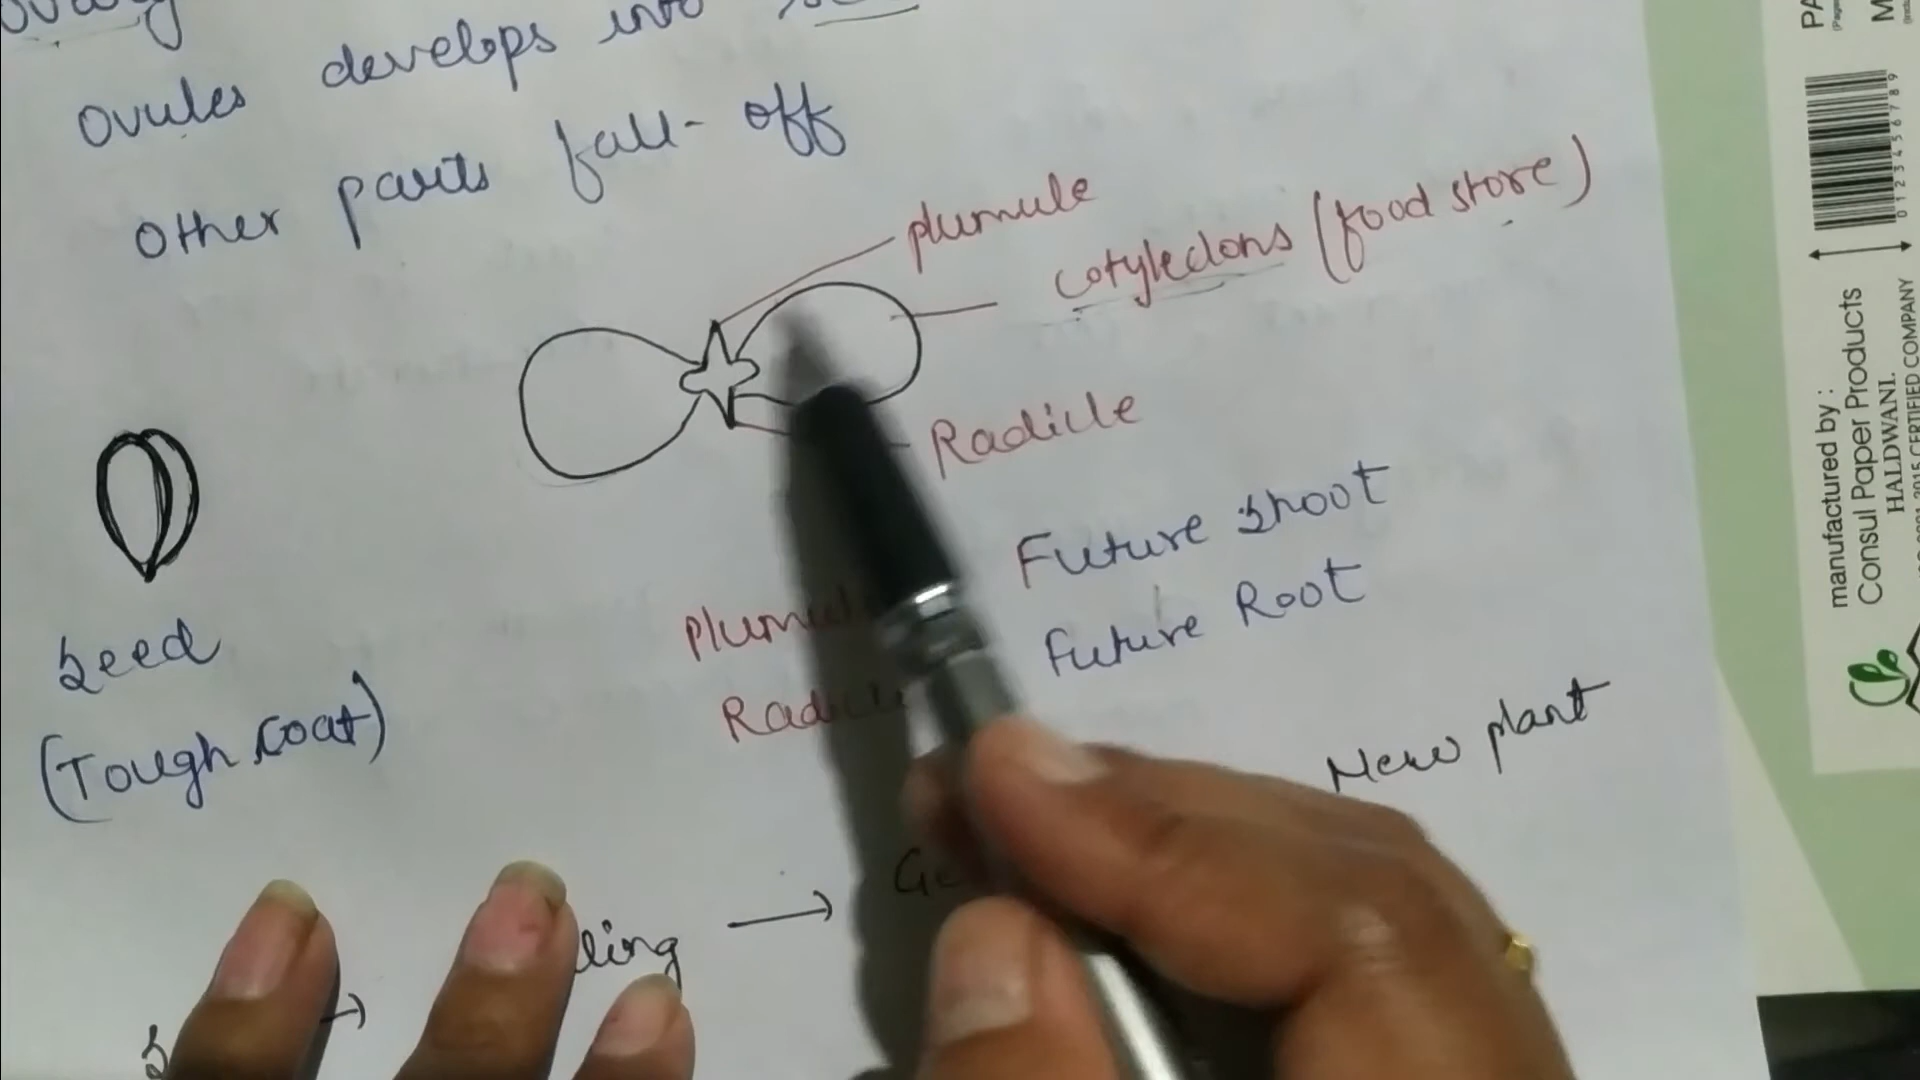 ovules develops into
other parts fall-off
plumule
cotyledons (food store)
Radicle
Future shoot
Future Root
seed
(Tough coat)
New plant
manufactured by :
Consul Paper Products
HALDWANI.
0123456789